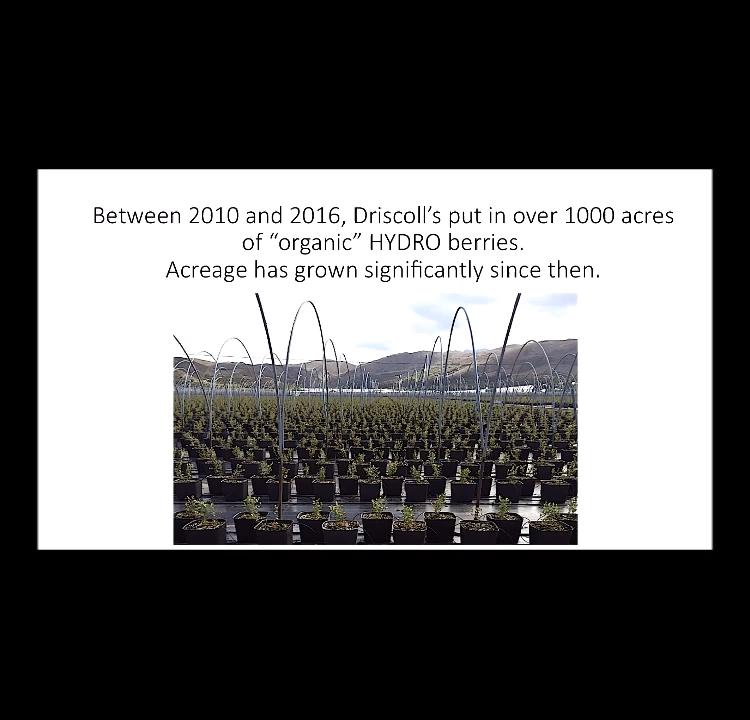 Between 2010 and 2016, Driscoll’s put in over 1000 acres
of “organic” HYDRO berries.
Acreage has grown significantly since then.